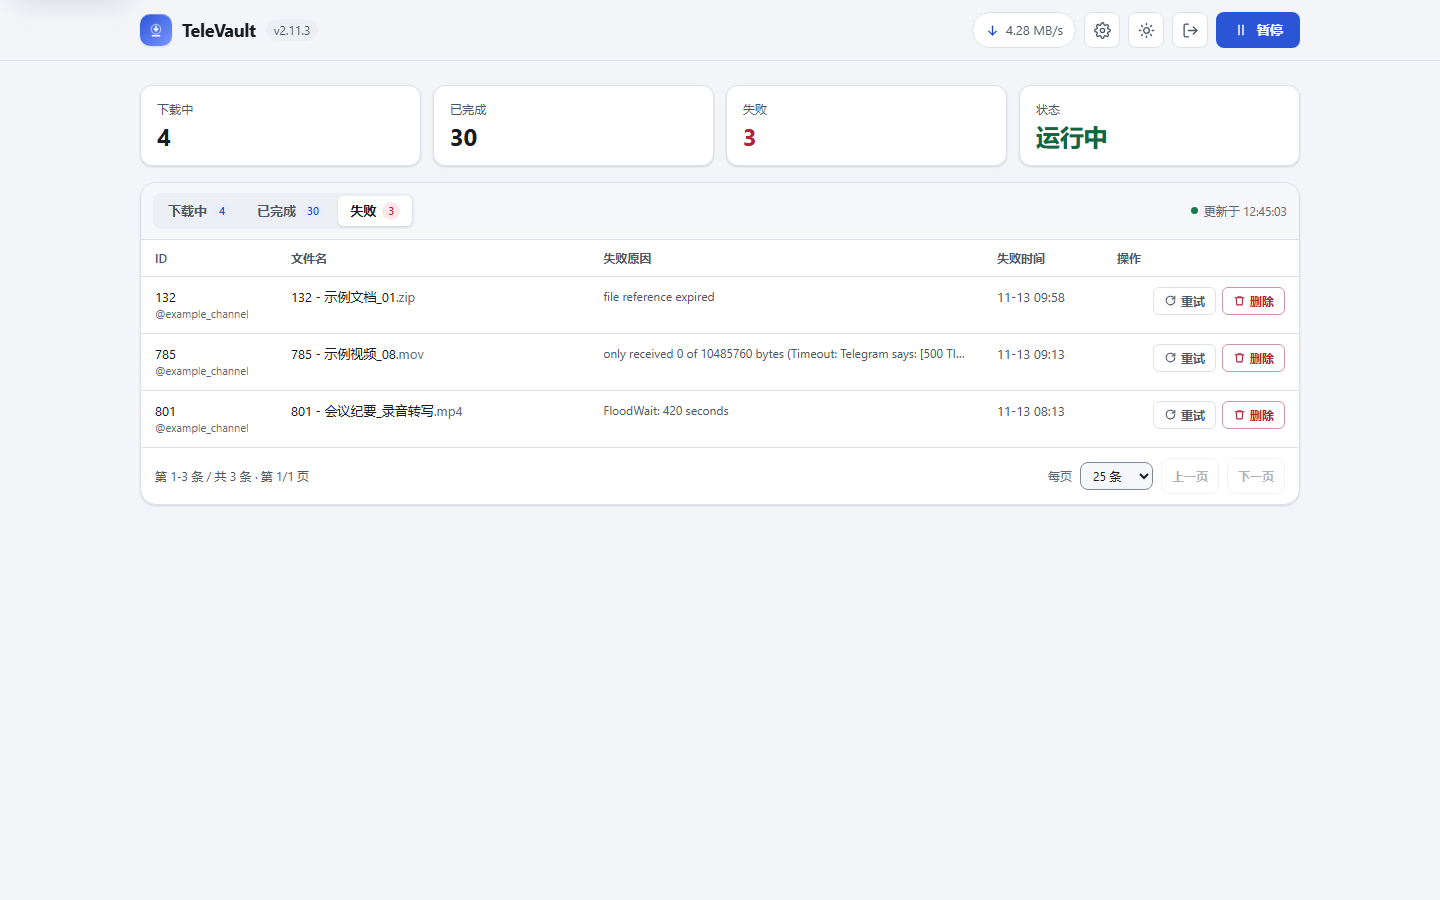 TeleVault v2.11.3 4.28 MB/s 暂停
下载中 已完成 失败 状态
4 30 3 运行中
下载中 4 已完成 30 失败 3 更新于 12:45:03
ID 文件名 失败原因 失败时间 操作
132 132 - 示例文档_01.zip file reference expired 11-13 09:58 重试 删除
@example_channel
785 785 - 示例视频_08.mov only received 0 of 10485760 bytes (Timeout: Telegram says: [500 TI... 11-13 09:13 重试 删除
@example_channel
801 801 - 会议纪要_录音转写.mp4 FloodWait: 420 seconds 11-13 08:13 重试 删除
@example_channel
第 1-3 条 / 共 3 条 · 第 1/1 页 每页 25 条 上一页 下一页